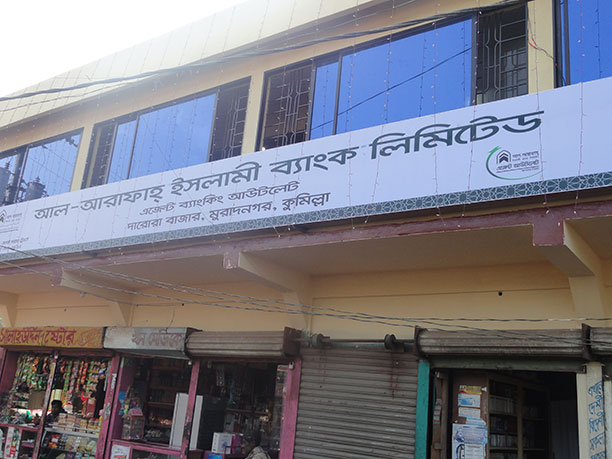 আল-আরাফাহ্ ইসলামী ব্যাংক লিমিটেড
এজেন্ট ব্যাংকিং আউটলেট
দারোরা বাজার, মুরাদনগর, কুমিল্লা